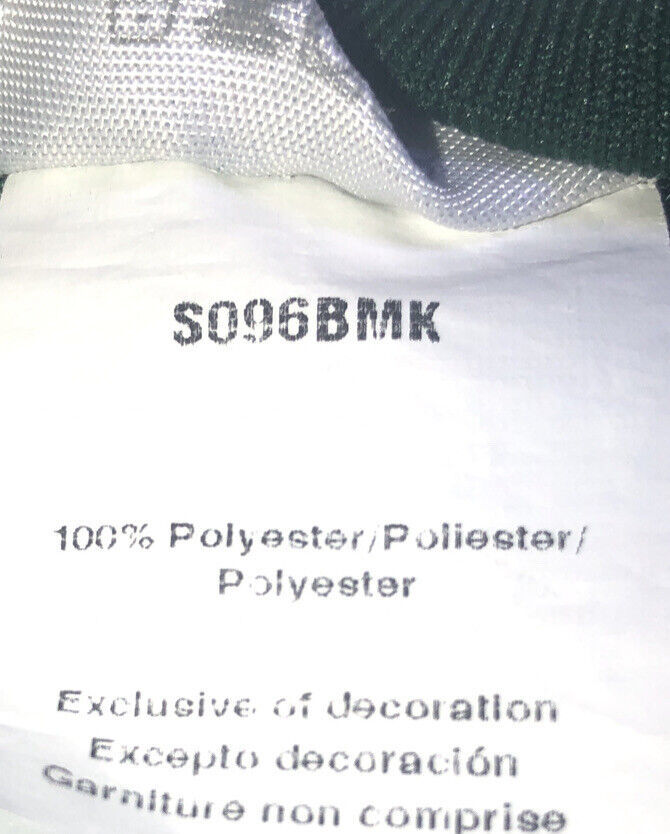 S096BMK
100% Polyester/Poliester/
Polyester
Exclusive of decoration
Excepto decoración
Garniture non comprise